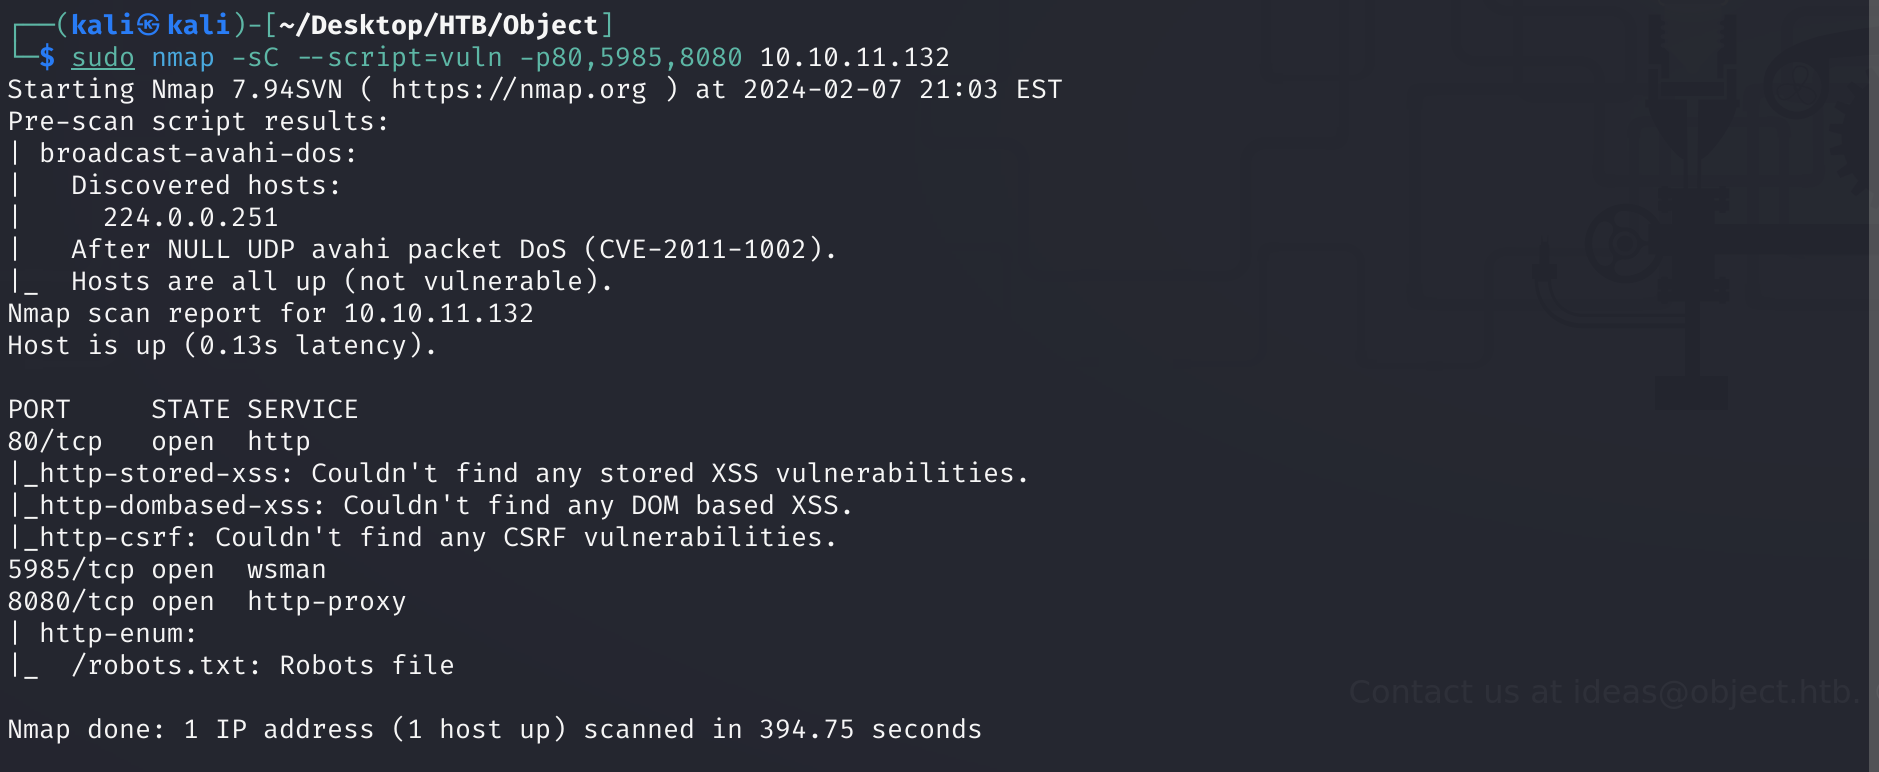 ┌──(kali㉿kali)-[~/Desktop/HTB/Object]
└─$ sudo nmap -sC --script=vuln -p80,5985,8080 10.10.11.132
Starting Nmap 7.94SVN ( https://nmap.org ) at 2024-02-07 21:03 EST
Pre-scan script results:
| broadcast-avahi-dos:
|   Discovered hosts:
|     224.0.0.251
|   After NULL UDP avahi packet DoS (CVE-2011-1002).
|_  Hosts are all up (not vulnerable).
Nmap scan report for 10.10.11.132
Host is up (0.13s latency).

PORT     STATE SERVICE
80/tcp   open  http
|_http-stored-xss: Couldn't find any stored XSS vulnerabilities.
|_http-dombased-xss: Couldn't find any DOM based XSS.
|_http-csrf: Couldn't find any CSRF vulnerabilities.
5985/tcp open  wsman
8080/tcp open  http-proxy
| http-enum:
|_  /robots.txt: Robots file
Contact us at ideas@object.htb.

Nmap done: 1 IP address (1 host up) scanned in 394.75 seconds